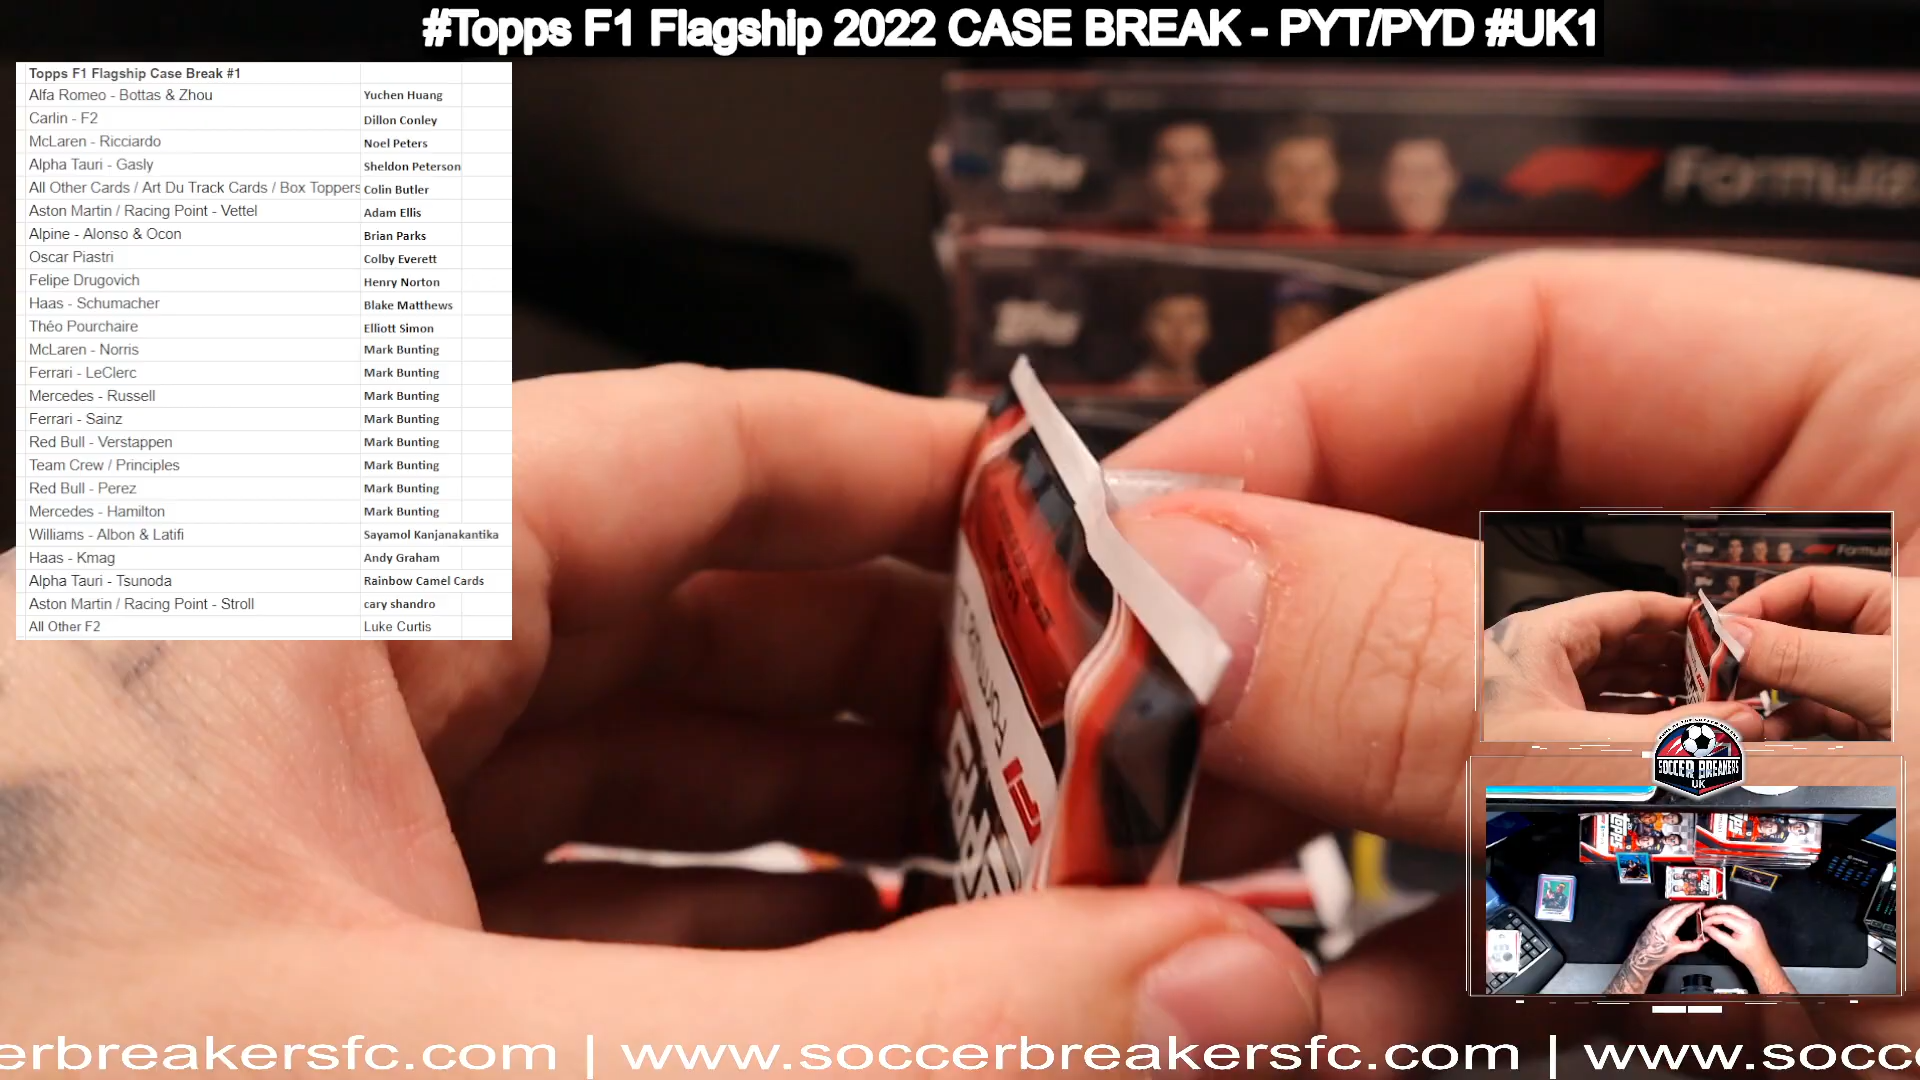 #Topps F1 Flagship 2022 CASE BREAK - PYT/PYD #UK1
Topps F1 Flagship Case Break #1
Alfa Romeo - Bottas & Zhou Yuchen Huang
Carlin - F2 Dillon Conley
McLaren - Ricciardo Noel Peters
Alpha Tauri - Gasly Sheldon Peterson
All Other Cards / Art Du Track Cards / Box Toppers Colin Butler
Aston Martin / Racing Point - Vettel Adam Ellis
Alpine - Alonso & Ocon Brian Parks
Oscar Piastri Colby Everett
Felipe Drugovich Henry Norton
Haas - Schumacher Blake Matthews
Théo Pourchaire Elliott Simon
McLaren - Norris Mark Bunting
Ferrari - LeClerc Mark Bunting
Mercedes - Russell Mark Bunting
Ferrari - Sainz Mark Bunting
Red Bull - Verstappen Mark Bunting
Team Crew / Principles Mark Bunting
Red Bull - Perez Mark Bunting
Mercedes - Hamilton Mark Bunting
Williams - Albon & Latifi Sayamol Kanjanakantika
Haas - Kmag Andy Graham
Alpha Tauri - Tsunoda Rainbow Camel Cards
Aston Martin / Racing Point - Stroll cary shandro
All Other F2 Luke Curtis
Topps
Formula
SOCCER BREAKERS
UK
erbreakersfc.com | www.soccerbreakersfc.com | www.socc